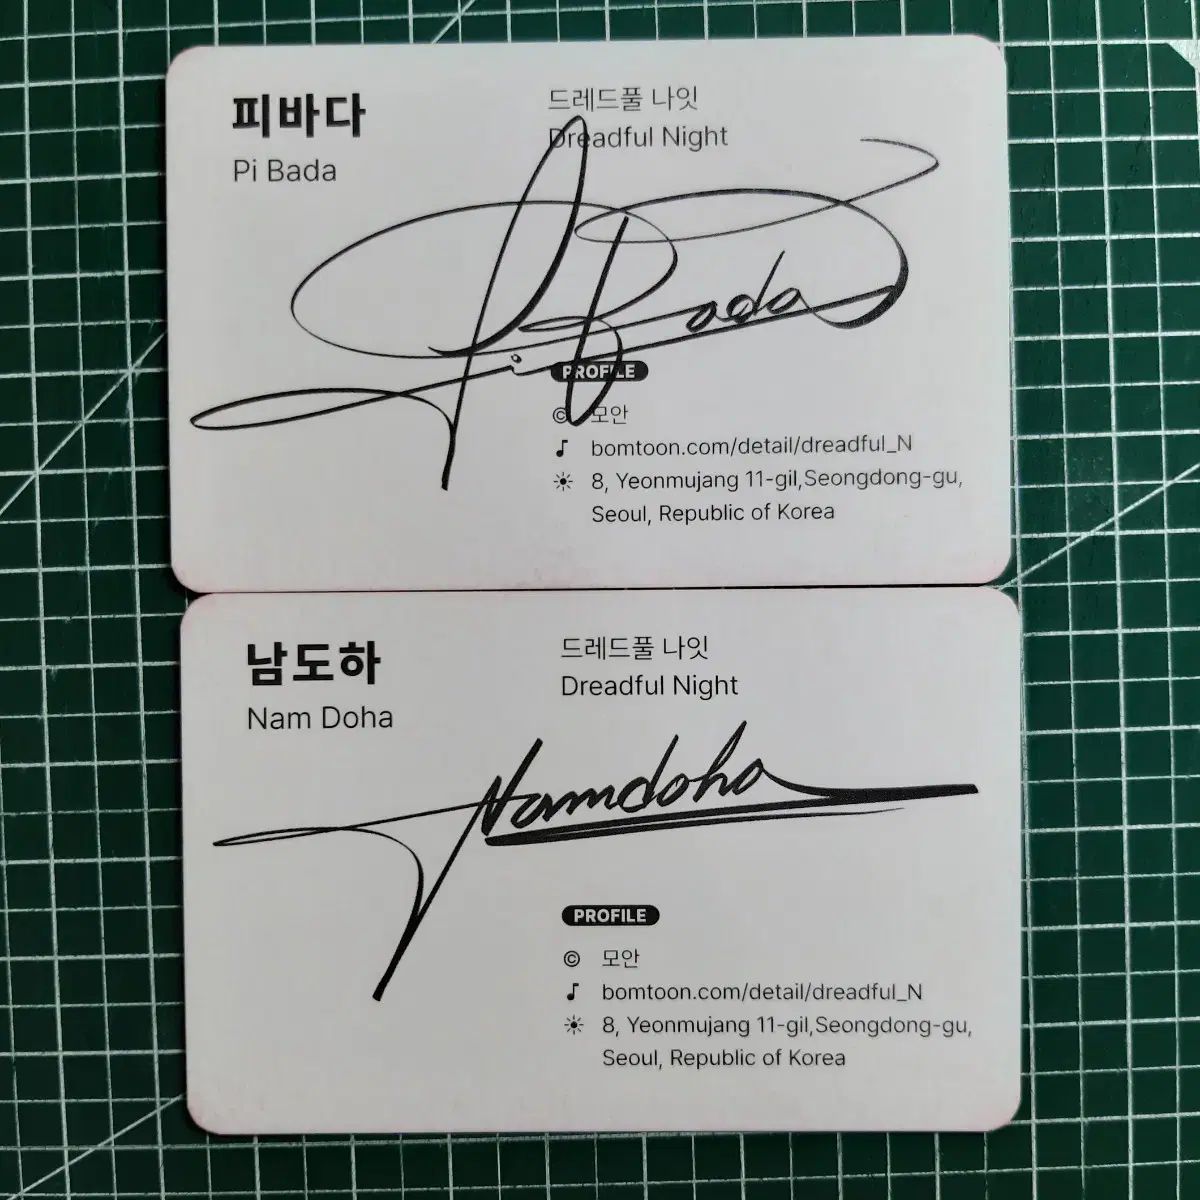 피바다
Pi Bada
드레드풀 나잇
Dreadful Night
Pi Bada
PROFILE
© 모안
bomtoon.com/detail/dreadful_N
8, Yeonmujang 11-gil,Seongdong-gu,
Seoul, Republic of Korea
남도하
Nam Doha
드레드풀 나잇
Dreadful Night
Namdoha
PROFILE
© 모안
bomtoon.com/detail/dreadful_N
8, Yeonmujang 11-gil,Seongdong-gu,
Seoul, Republic of Korea